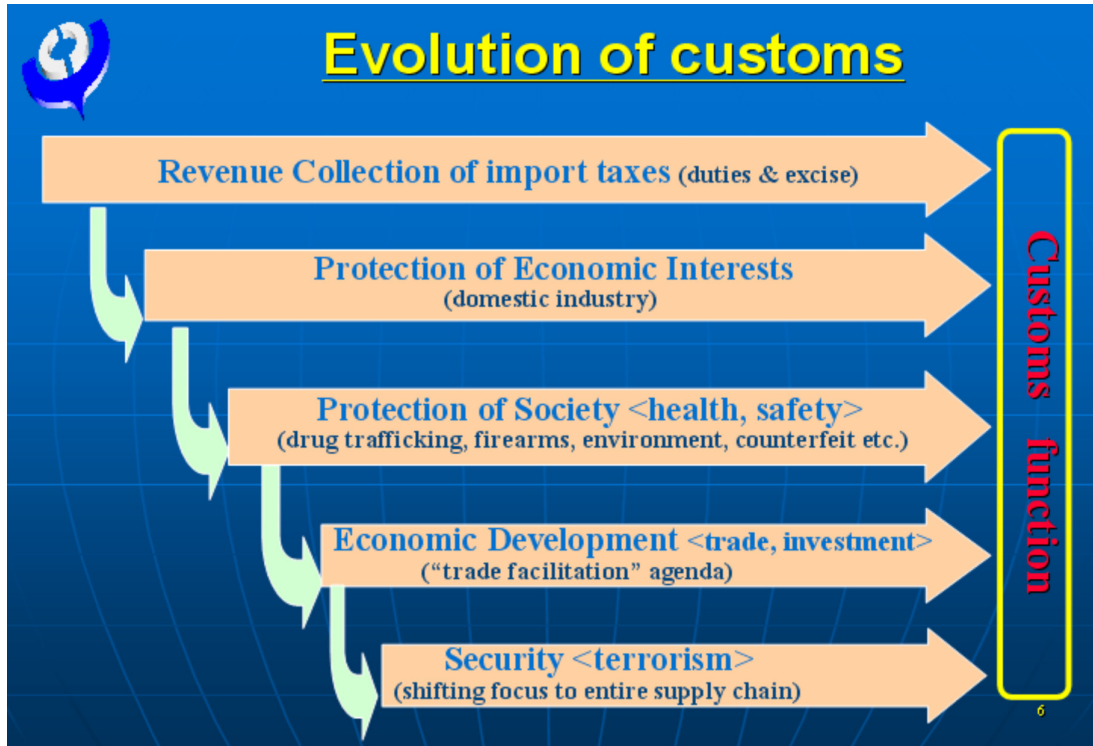 Evolution of customs
Revenue Collection of import taxes (duties & excise)
Protection of Economic Interests
(domestic industry)
Protection of Society <health, safety>
(drug trafficking, firearms, environment, counterfeit etc.)
Economic Development <trade, investment>
(“trade facilitation” agenda)
Security <terrorism>
(shifting focus to entire supply chain)
Customs function
6